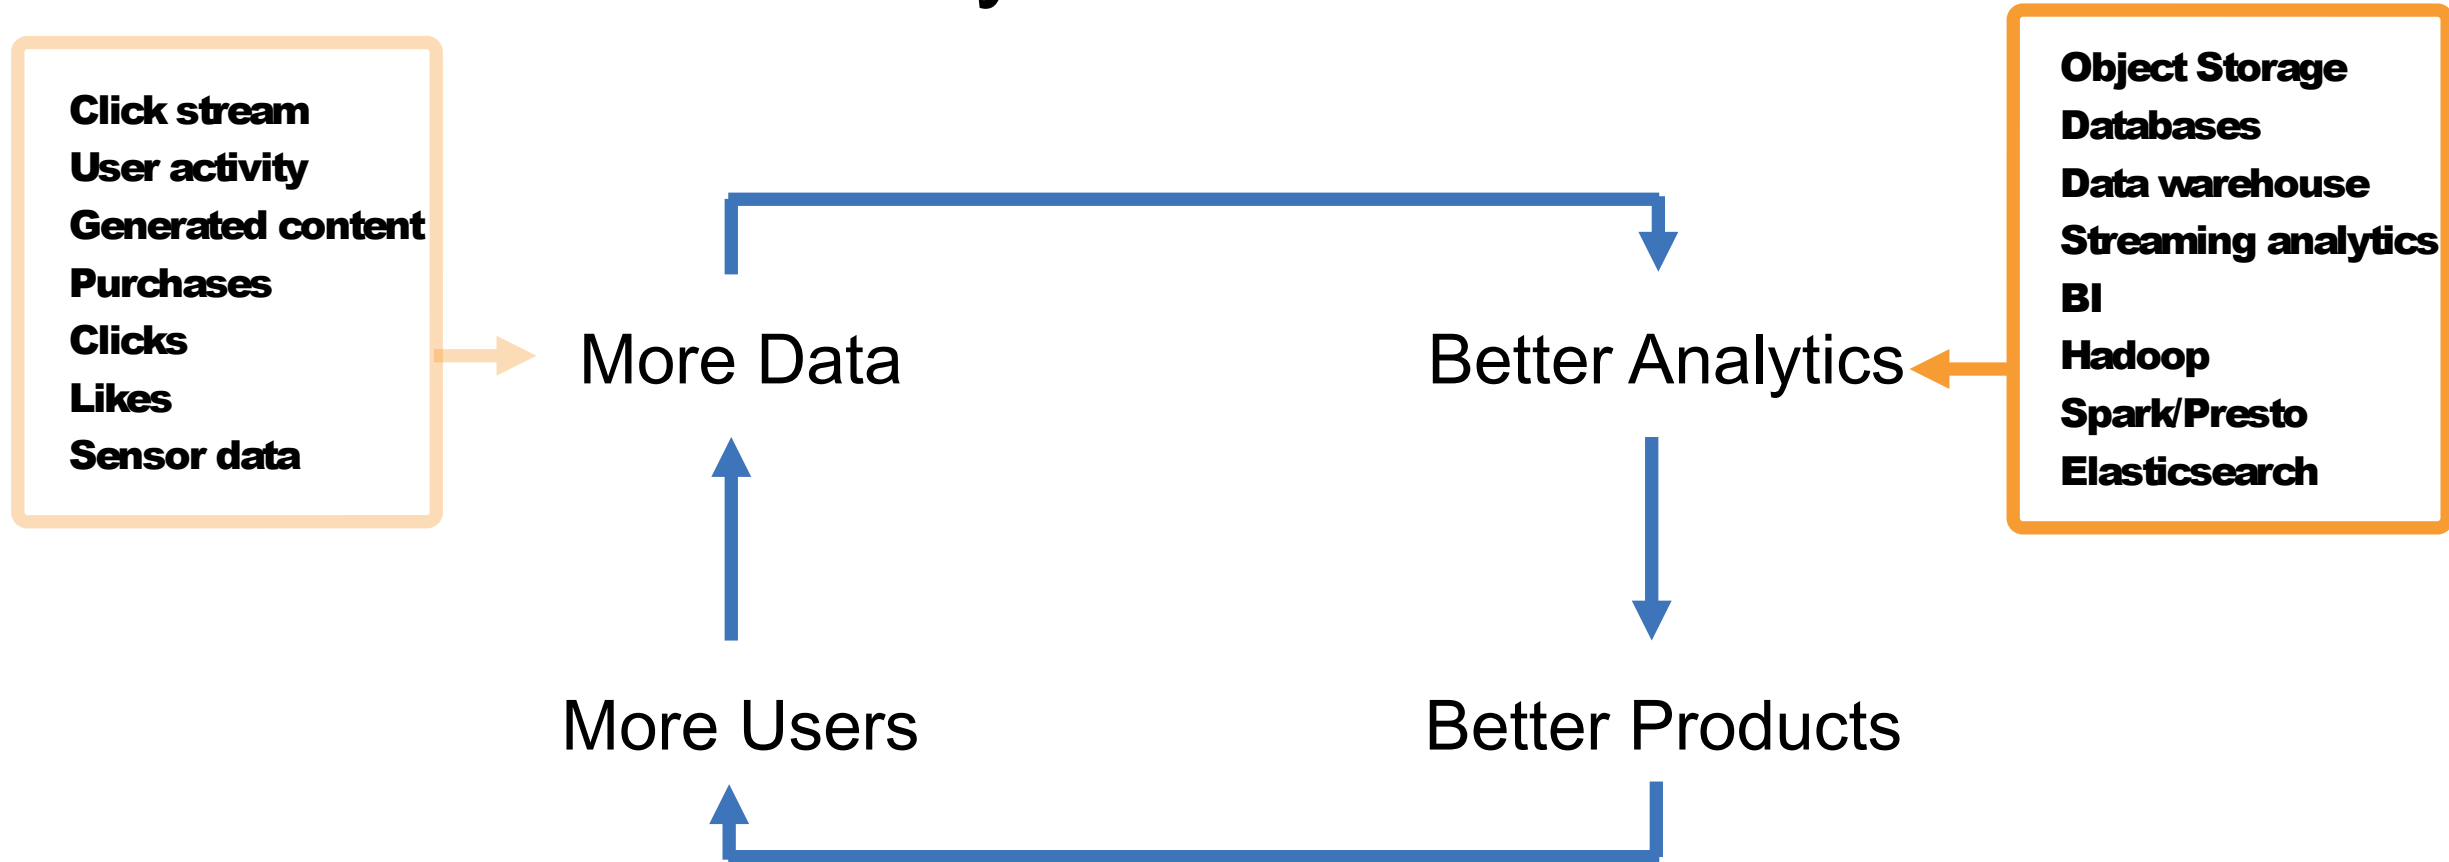 Click stream
User activity
Generated content
Purchases
Clicks
Likes
Sensor data
More Data
Better Analytics
More Users
Better Products
Object Storage
Databases
Data warehouse
Streaming analytics
BI
Hadoop
Spark/Presto
Elasticsearch